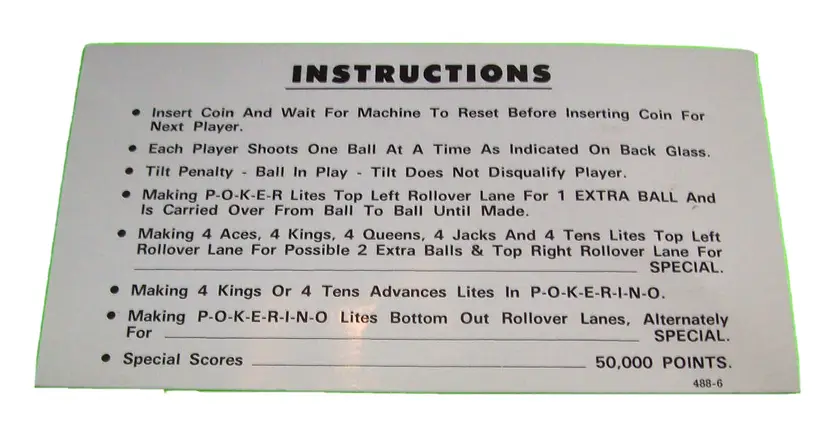 INSTRUCTIONS
• Insert Coin And Wait For Machine To Reset Before Inserting Coin For
Next Player.
• Each Player Shoots One Ball At A Time As Indicated On Back Glass.
• Tilt Penalty - Ball In Play - Tilt Does Not Disqualify Player.
• Making P-O-K-E-R Lites Top Left Rollover Lane For 1 EXTRA BALL And
Is Carried Over From Ball To Ball Until Made.
• Making 4 Aces, 4 Kings, 4 Queens, 4 Jacks And 4 Tens Lites Top Left
Rollover Lane For Possible 2 Extra Balls & Top Right Rollover Lane For
SPECIAL.
• Making 4 Kings Or 4 Tens Advances Lites In P-O-K-E-R-I-N-O.
• Making P-O-K-E-R-I-N-O Lites Bottom Out Rollover Lanes, Alternately
For SPECIAL.
• Special Scores 50,000 POINTS.
488-6